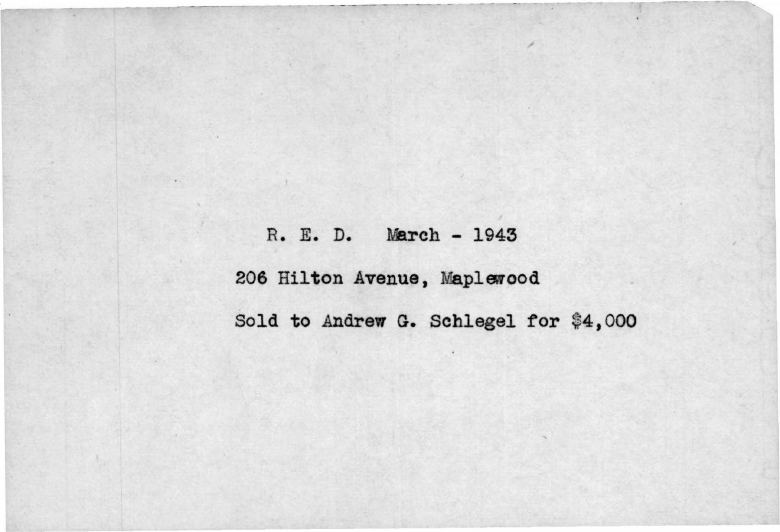 R. E. D. March - 1943
206 Hilton Avenue, Maplewood
Sold to Andrew G. Schlegel for $4,000